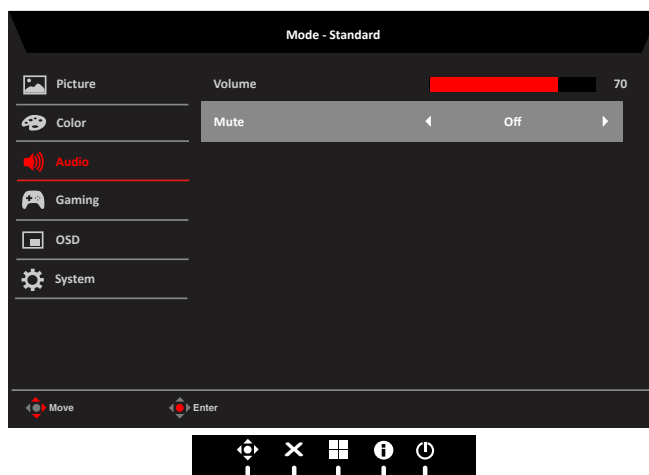 Mode - Standard
Picture
Volume 70
Color
Mute Off
Audio
Gaming
OSD
System
Move Enter